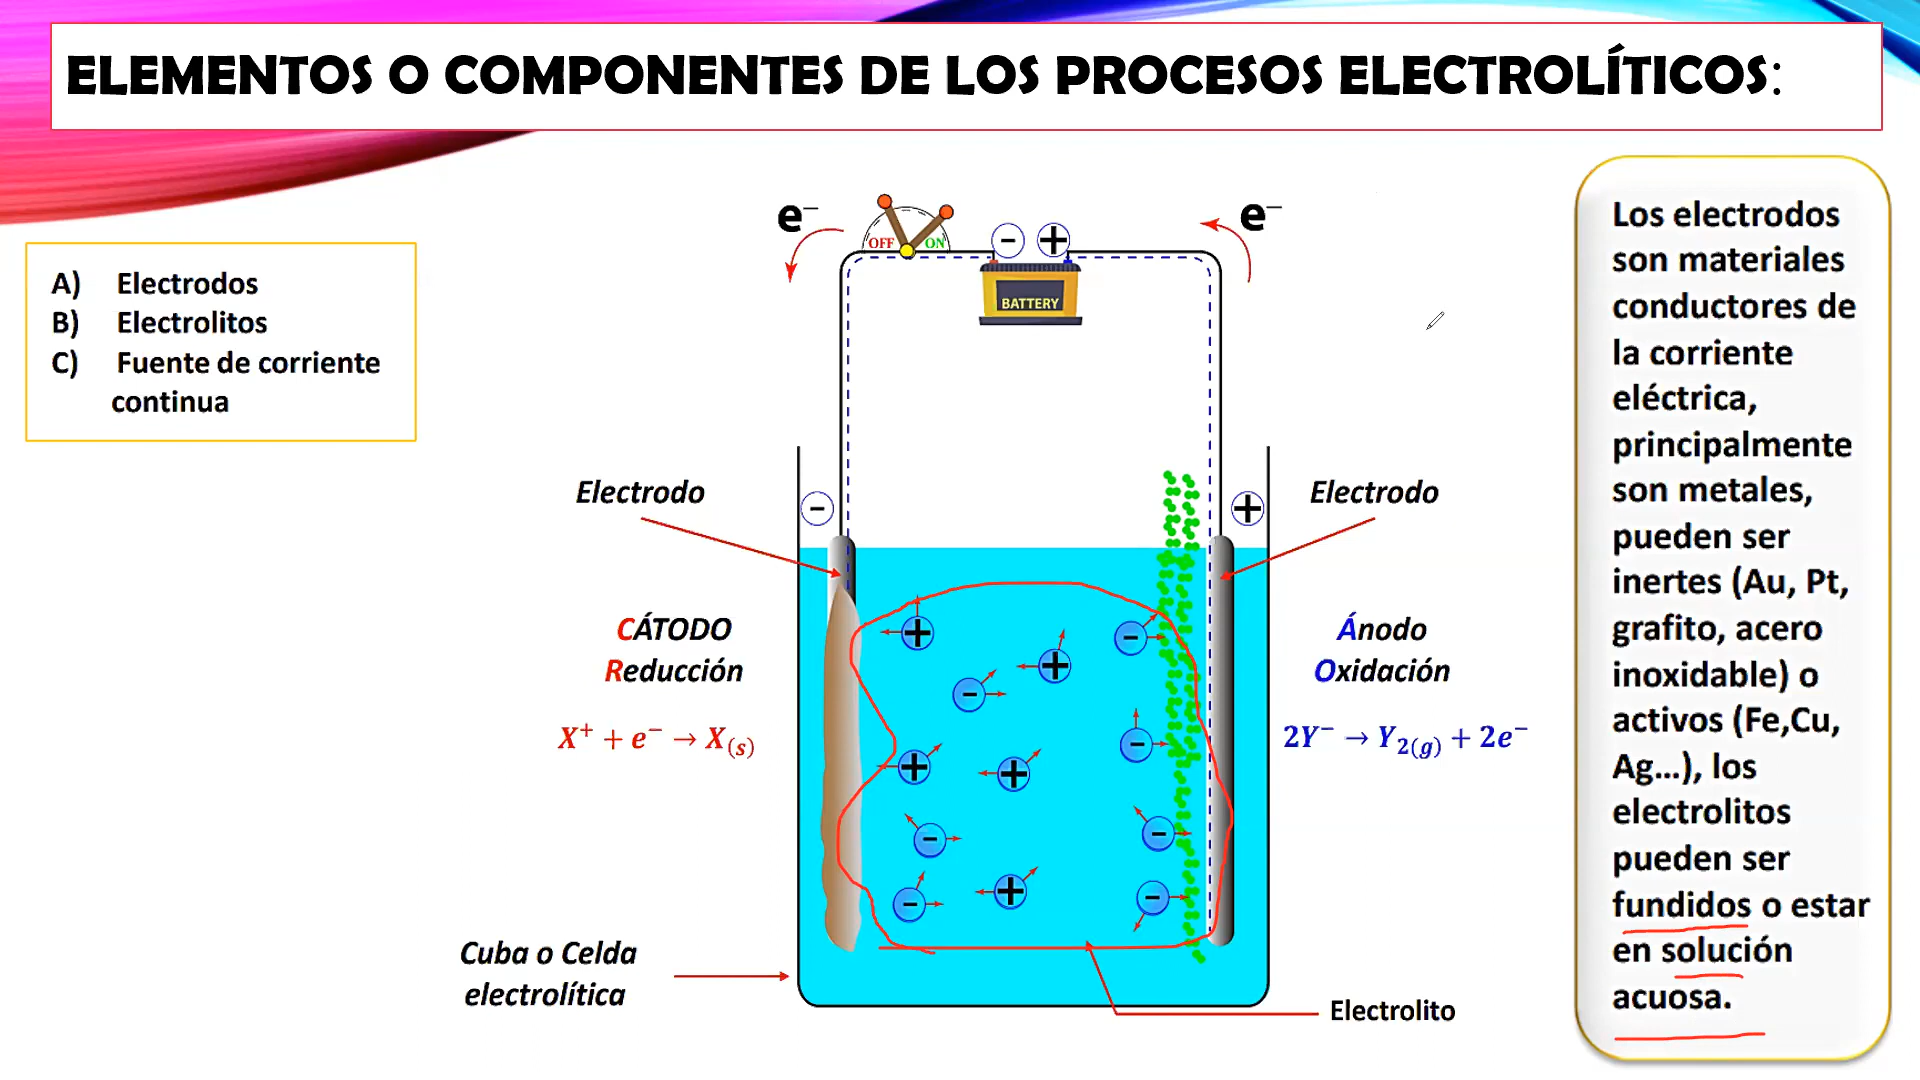 ELEMENTOS O COMPONENTES DE LOS PROCESOS ELECTROLÍTICOS:
A) Electrodos
B) Electrolitos
C) Fuente de corriente
continua
e⁻
OFF ON
- +
e⁻
BATTERY
Electrodo
Electrodo
- +
CÁTODO
Reducción
X⁺ + e⁻ → X(s)
Ánodo
Oxidación
2Y⁻ → Y₂(g) + 2e⁻
Cuba o Celda
electrolítica
Electrolito
Los electrodos
son materiales
conductores de
la corriente
eléctrica,
principalmente
son metales,
pueden ser
inertes (Au, Pt,
grafito, acero
inoxidable) o
activos (Fe,Cu,
Ag...), los
electrolitos
pueden ser
fundidos o estar
en solución
acuosa.